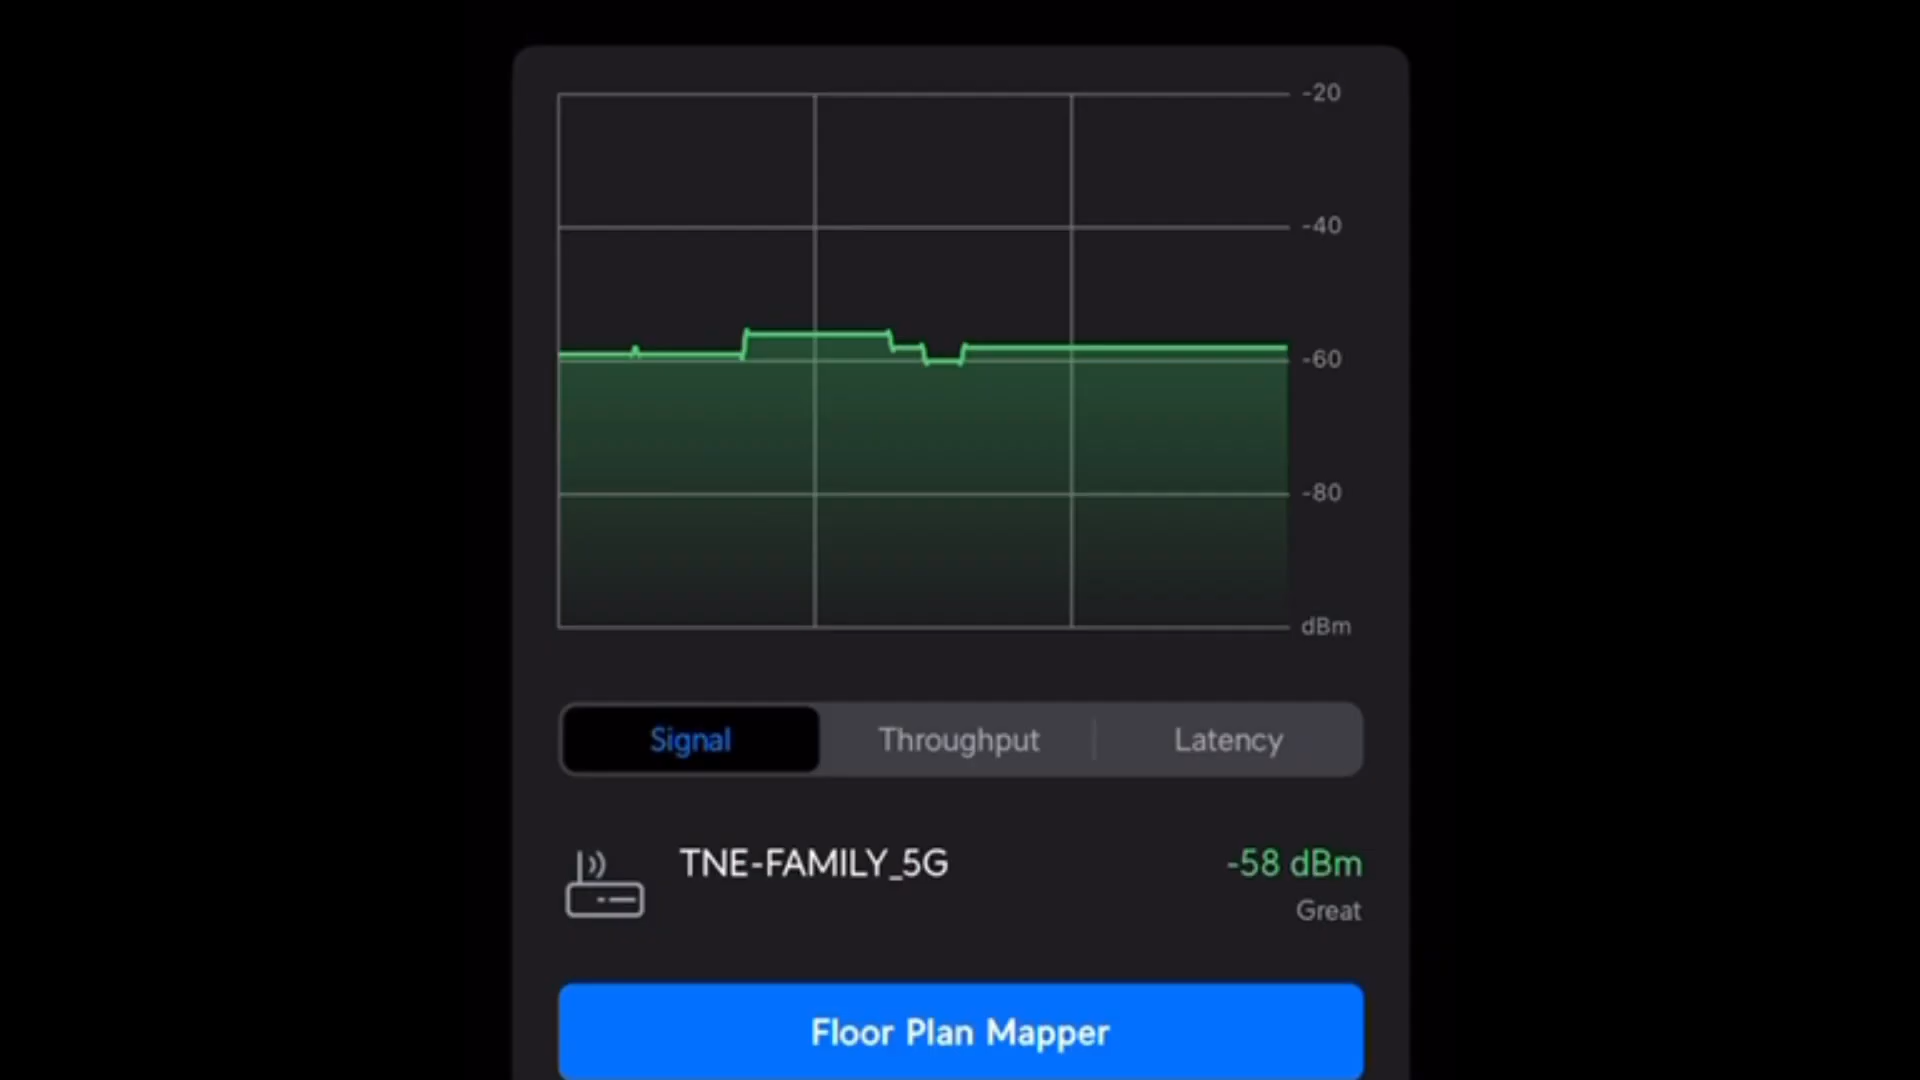 -20
-40
-60
-80
dBm
Signal
Throughput
Latency
TNE-FAMILY_5G
-58 dBm
Great
Floor Plan Mapper